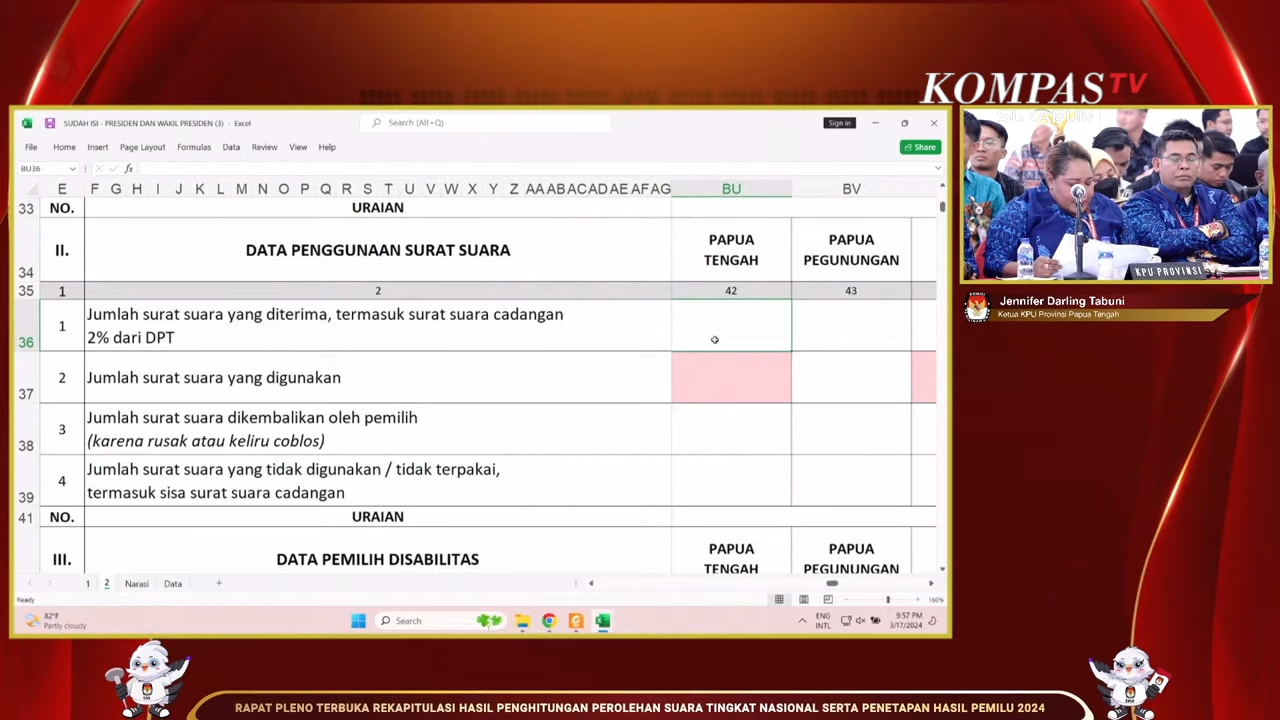 KOMPAS TV
SUDAH ISI - PRESIDEN DAN WAKIL PRESIDEN (3) - Excel
Search (Alt+Q)
Sign in
File Home Insert Page Layout Formulas Data Review View Help
Share
BU36
fx
E F G H I J K L M N O P Q R S T U V W X Y Z AA AB AC AD AE AF AG BU BV
33 NO. URAIAN
34 II. DATA PENGGUNAAN SURAT SUARA
PAPUA TENGAH
PAPUA PEGUNUNGAN
35 1 2 42 43
36 1 Jumlah surat suara yang diterima, termasuk surat suara cadangan
2% dari DPT
37 2 Jumlah surat suara yang digunakan
38 3 Jumlah surat suara dikembalikan oleh pemilih
(karena rusak atau keliru coblos)
39 4 Jumlah surat suara yang tidak digunakan / tidak terpakai,
termasuk sisa surat suara cadangan
41 NO. URAIAN
III. DATA PEMILIH DISABILITAS
PAPUA TENGAH
PAPUA PEGUNUNGAN
1 2 Narasi Data
Ready
160%
82°F
Partly cloudy
Search
ENG
INTL
9:57 PM
3/17/2024
KPU PROVINSI
Jennifer Darling Tabuni
Ketua KPU Provinsi Papua Tengah
RAPAT PLENO TERBUKA REKAPITULASI HASIL PENGHITUNGAN PEROLEHAN SUARA TINGKAT NASIONAL SERTA PENETAPAN HASIL PEMILU 2024